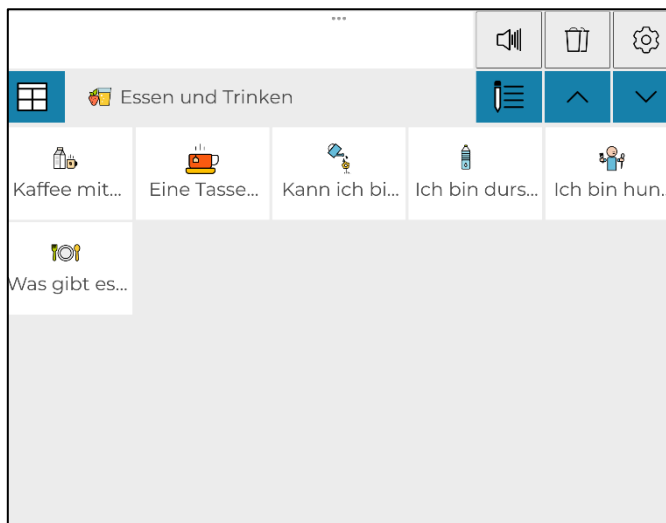 Essen und Trinken
Kaffee mit...
Eine Tasse...
Kann ich bi...
Ich bin durs...
Ich bin hun..
Was gibt es...